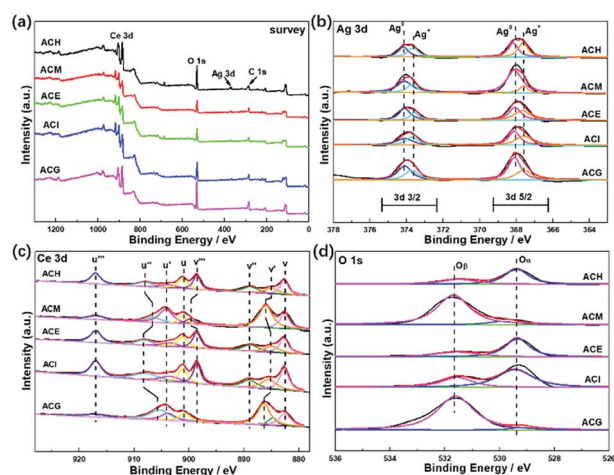 (a)
survey
Ce 3d
O 1s
Ag 3d
C 1s
ACH
ACM
ACE
ACI
ACG
Intensity (a.u.)
1200 1000 800 600 400 200 0
Binding Energy / eV
(b)
Ag 3d
Ag⁰ Ag⁺ Ag⁰ Ag⁺
ACH
ACM
ACE
ACI
ACG
3d 3/2 3d 5/2
Intensity (a.u.)
378 376 374 372 370 368 366 364
Binding Energy / eV
(c) Ce 3d
u''' u'' u' u v''' v'' v' v
ACH
ACM
ACE
ACI
ACG
Intensity (a.u.)
920 910 900 890 880
Binding Energy / eV
(d)
O 1s
Oβ Oα
ACH
ACM
ACE
ACI
ACG
Intensity (a.u.)
536 534 532 530 528 526
Binding Energy / eV